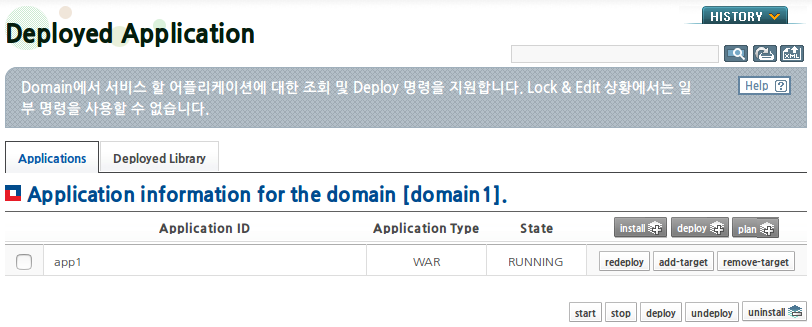 HISTORY
Deployed Application
XML
Domain에서 서비스 할 어플리케이션에 대한 조회 및 Deploy 명령을 지원합니다. Lock & Edit 상황에서는 일
부 명령을 사용할 수 없습니다.
Help ?
Applications Deployed Library
Application information for the domain [domain1].
Application ID Application Type State install deploy plan
app1 WAR RUNNING redeploy add-target remove-target
start stop deploy undeploy uninstall